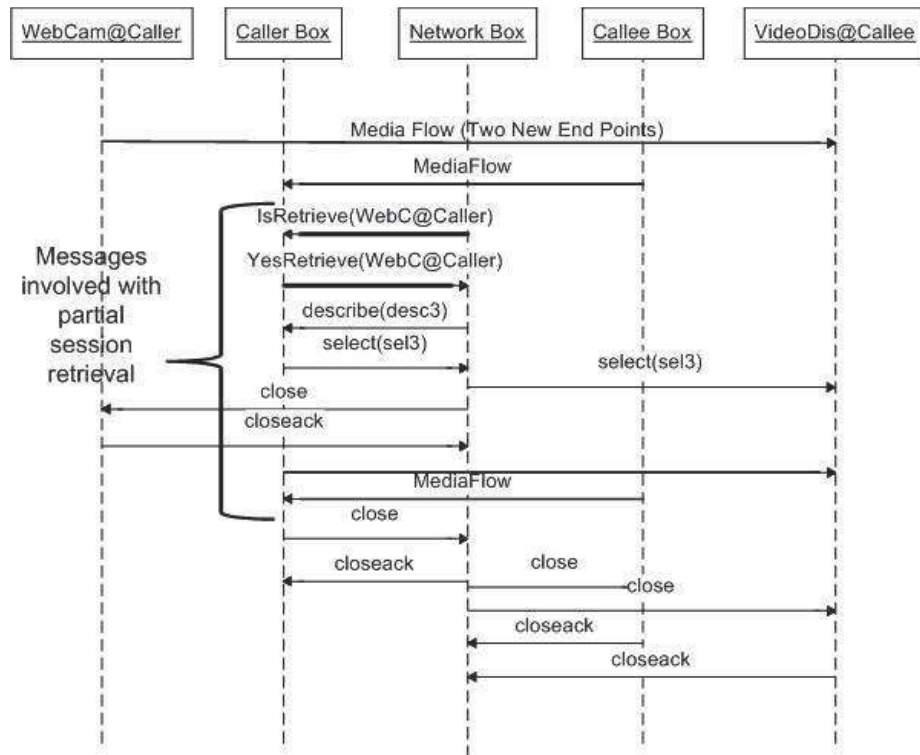 WebCam@Caller
Caller Box
Network Box
Callee Box
VideoDis@Callee
Media Flow (Two New End Points)
MediaFlow
IsRetrieve(WebC@Caller)
YesRetrieve(WebC@Caller)
Messages
involved with
partial
session
retrieval
describe(desc3)
select(sel3)
select(sel3)
close
closeack
MediaFlow
close
closeack
close
close
closeack
closeack